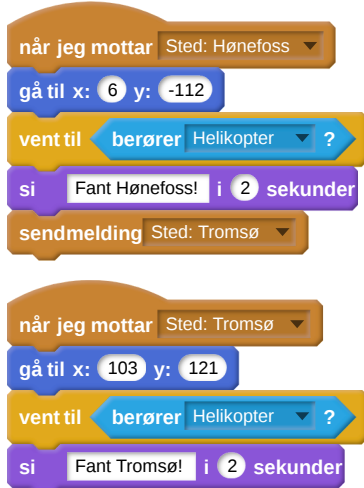 når jeg mottar Sted: Hønefoss
gå til x: 6 y: -112
vent til berører Helikopter ?
si Fant Hønefoss! i 2 sekunder
sendmelding Sted: Tromsø
når jeg mottar Sted: Tromsø
gå til x: 103 y: 121
vent til berører Helikopter ?
si Fant Tromsø! i 2 sekunder